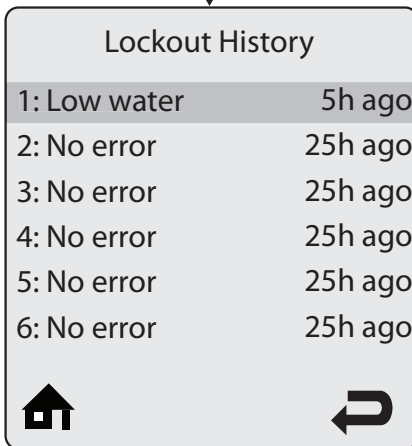 Lockout History
1: Low water 5h ago
2: No error 25h ago
3: No error 25h ago
4: No error 25h ago
5: No error 25h ago
6: No error 25h ago